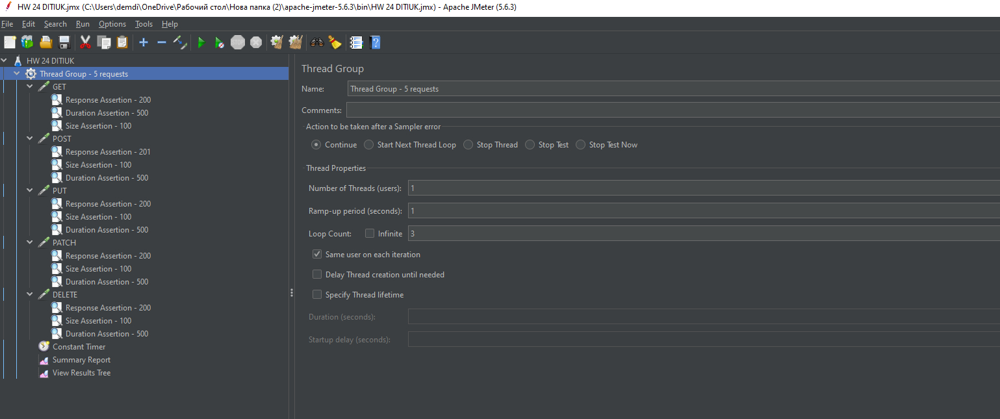 HW 24 DITIUK.jmx (C:\Users\demdi\OneDrive\Рабочий стол\Нова папка (2)\apache-jmeter-5.6.3\bin\HW 24 DITIUK.jmx) - Apache JMeter (5.6.3)
File Edit Search Run Options Tools Help
STOP
HW 24 DITIUK
Thread Group - 5 requests
GET
Response Assertion - 200
Duration Assertion - 500
Size Assertion - 100
POST
Response Assertion - 201
Size Assertion - 100
Duration Assertion - 500
PUT
Response Assertion - 200
Size Assertion - 100
Duration Assertion - 500
PATCH
Response Assertion - 200
Size Assertion - 100
Duration Assertion - 500
DELETE
Response Assertion - 200
Size Assertion - 100
Duration Assertion - 500
Constant Timer
Summary Report
View Results Tree
Thread Group
Name: Thread Group - 5 requests
Comments:
Action to be taken after a Sampler error
Continue Start Next Thread Loop Stop Thread Stop Test Stop Test Now
Thread Properties
Number of Threads (users): 1
Ramp-up period (seconds): 1
Loop Count: Infinite 3
Same user on each iteration
Delay Thread creation until needed
Specify Thread lifetime
Duration (seconds):
Startup delay (seconds):